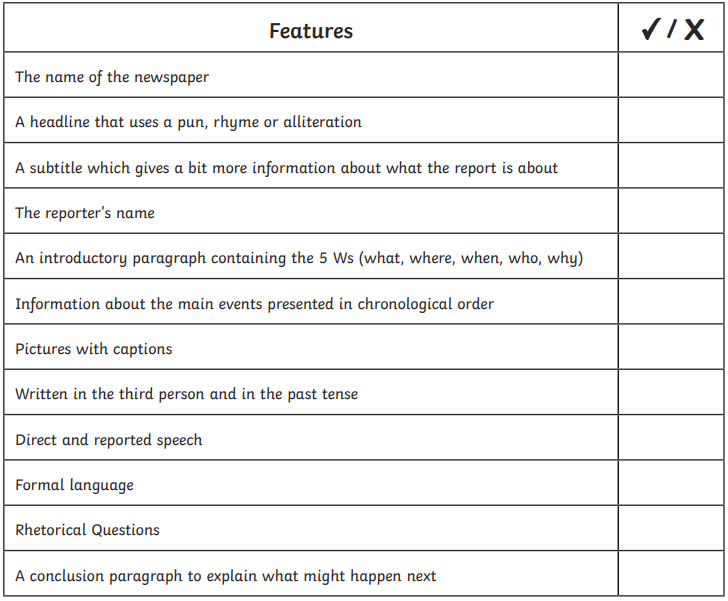 Features ✓ / X
The name of the newspaper
A headline that uses a pun, rhyme or alliteration
A subtitle which gives a bit more information about what the report is about
The reporter's name
An introductory paragraph containing the 5 Ws (what, where, when, who, why)
Information about the main events presented in chronological order
Pictures with captions
Written in the third person and in the past tense
Direct and reported speech
Formal language
Rhetorical Questions
A conclusion paragraph to explain what might happen next